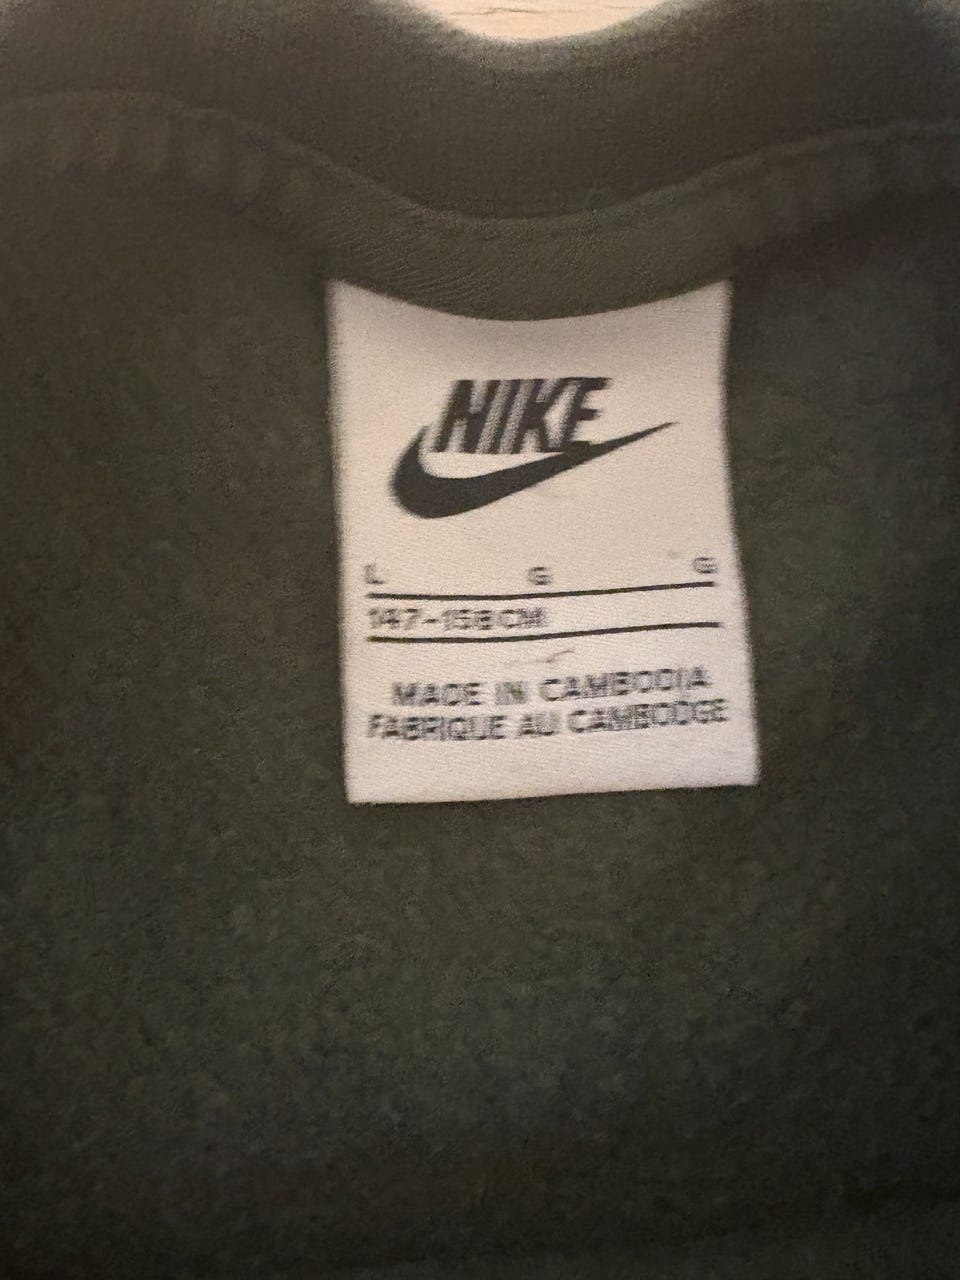 NIKE
L G G
147-158CM
MADE IN CAMBODIA
FABRIQUE AU CAMBODGE